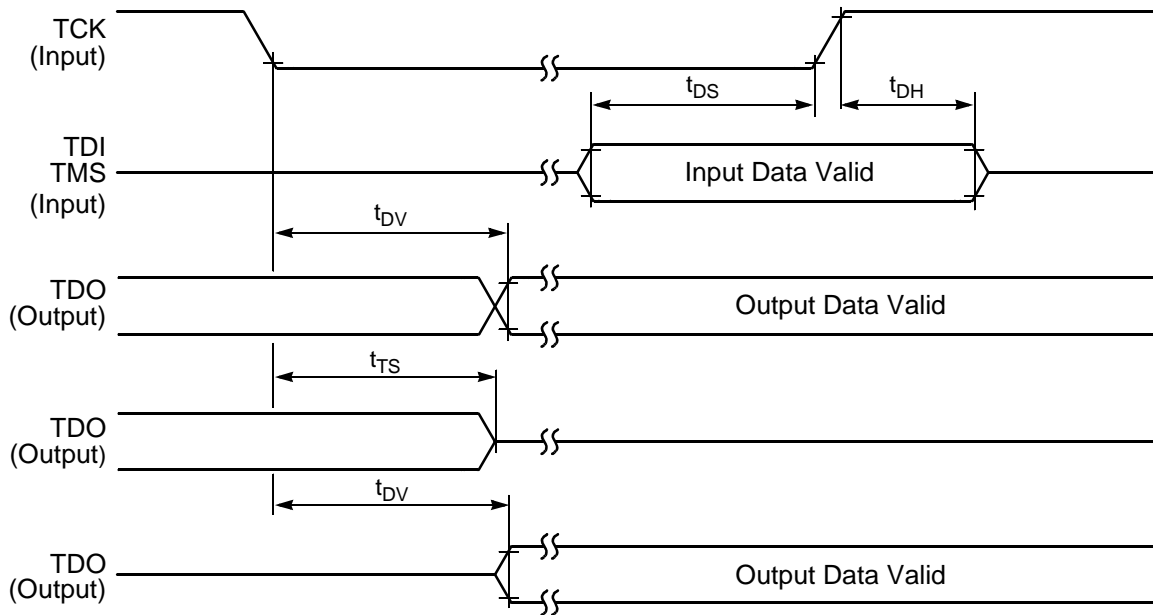 TCK
(Input)
tDS
tDH
TDI
TMS
(Input)
Input Data Valid
tDV
TDO
(Output)
Output Data Valid
tTS
TDO
(Output)
tDV
TDO
(Output)
Output Data Valid